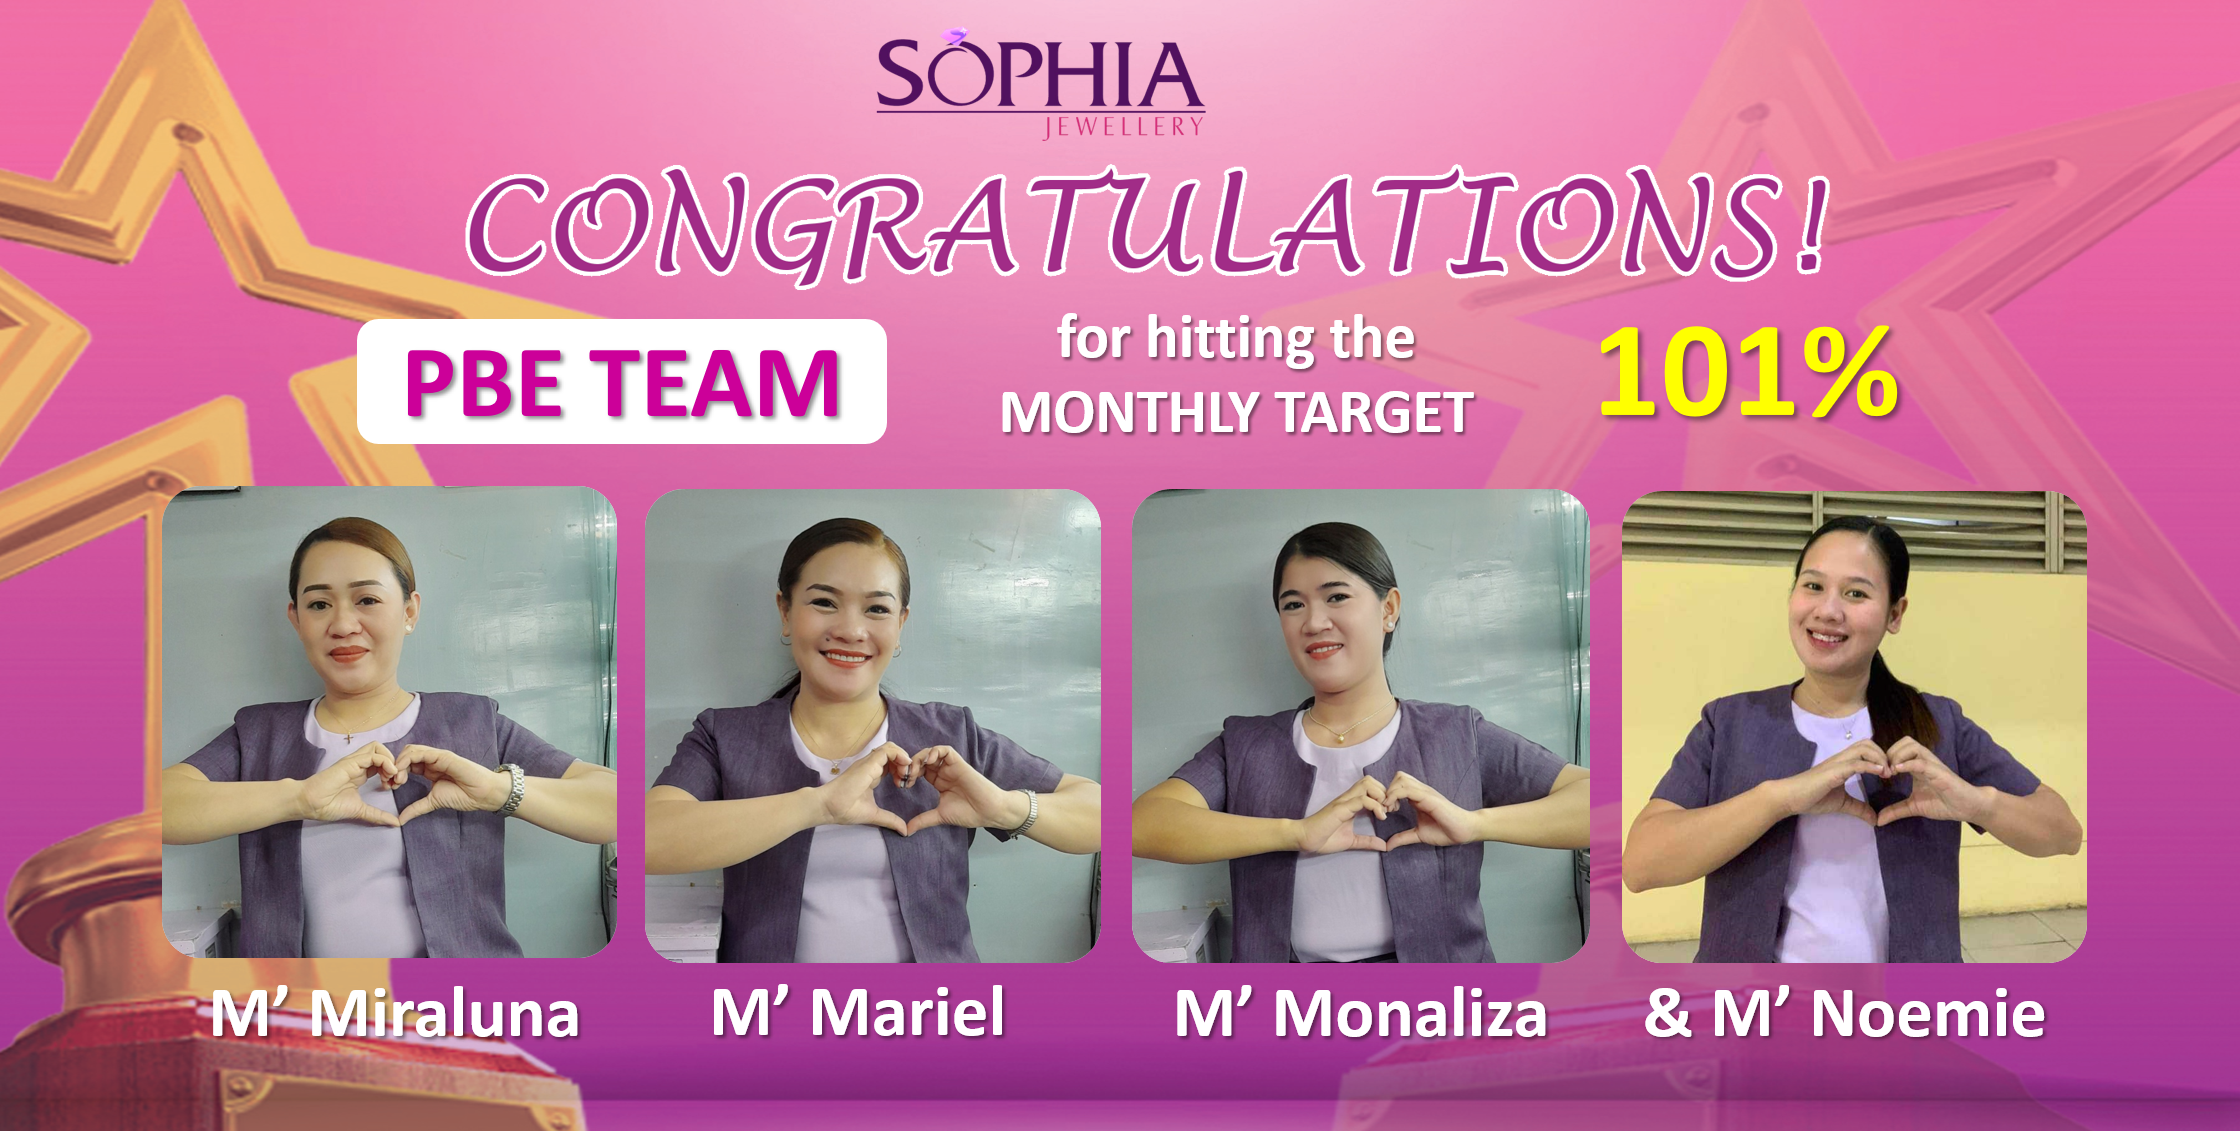 SOPHIA
JEWELLERY
CONGRATULATIONS!
PBE TEAM
for hitting the
MONTHLY TARGET
101%
M’ Miraluna
M’ Mariel
M’ Monaliza
& M’ Noemie